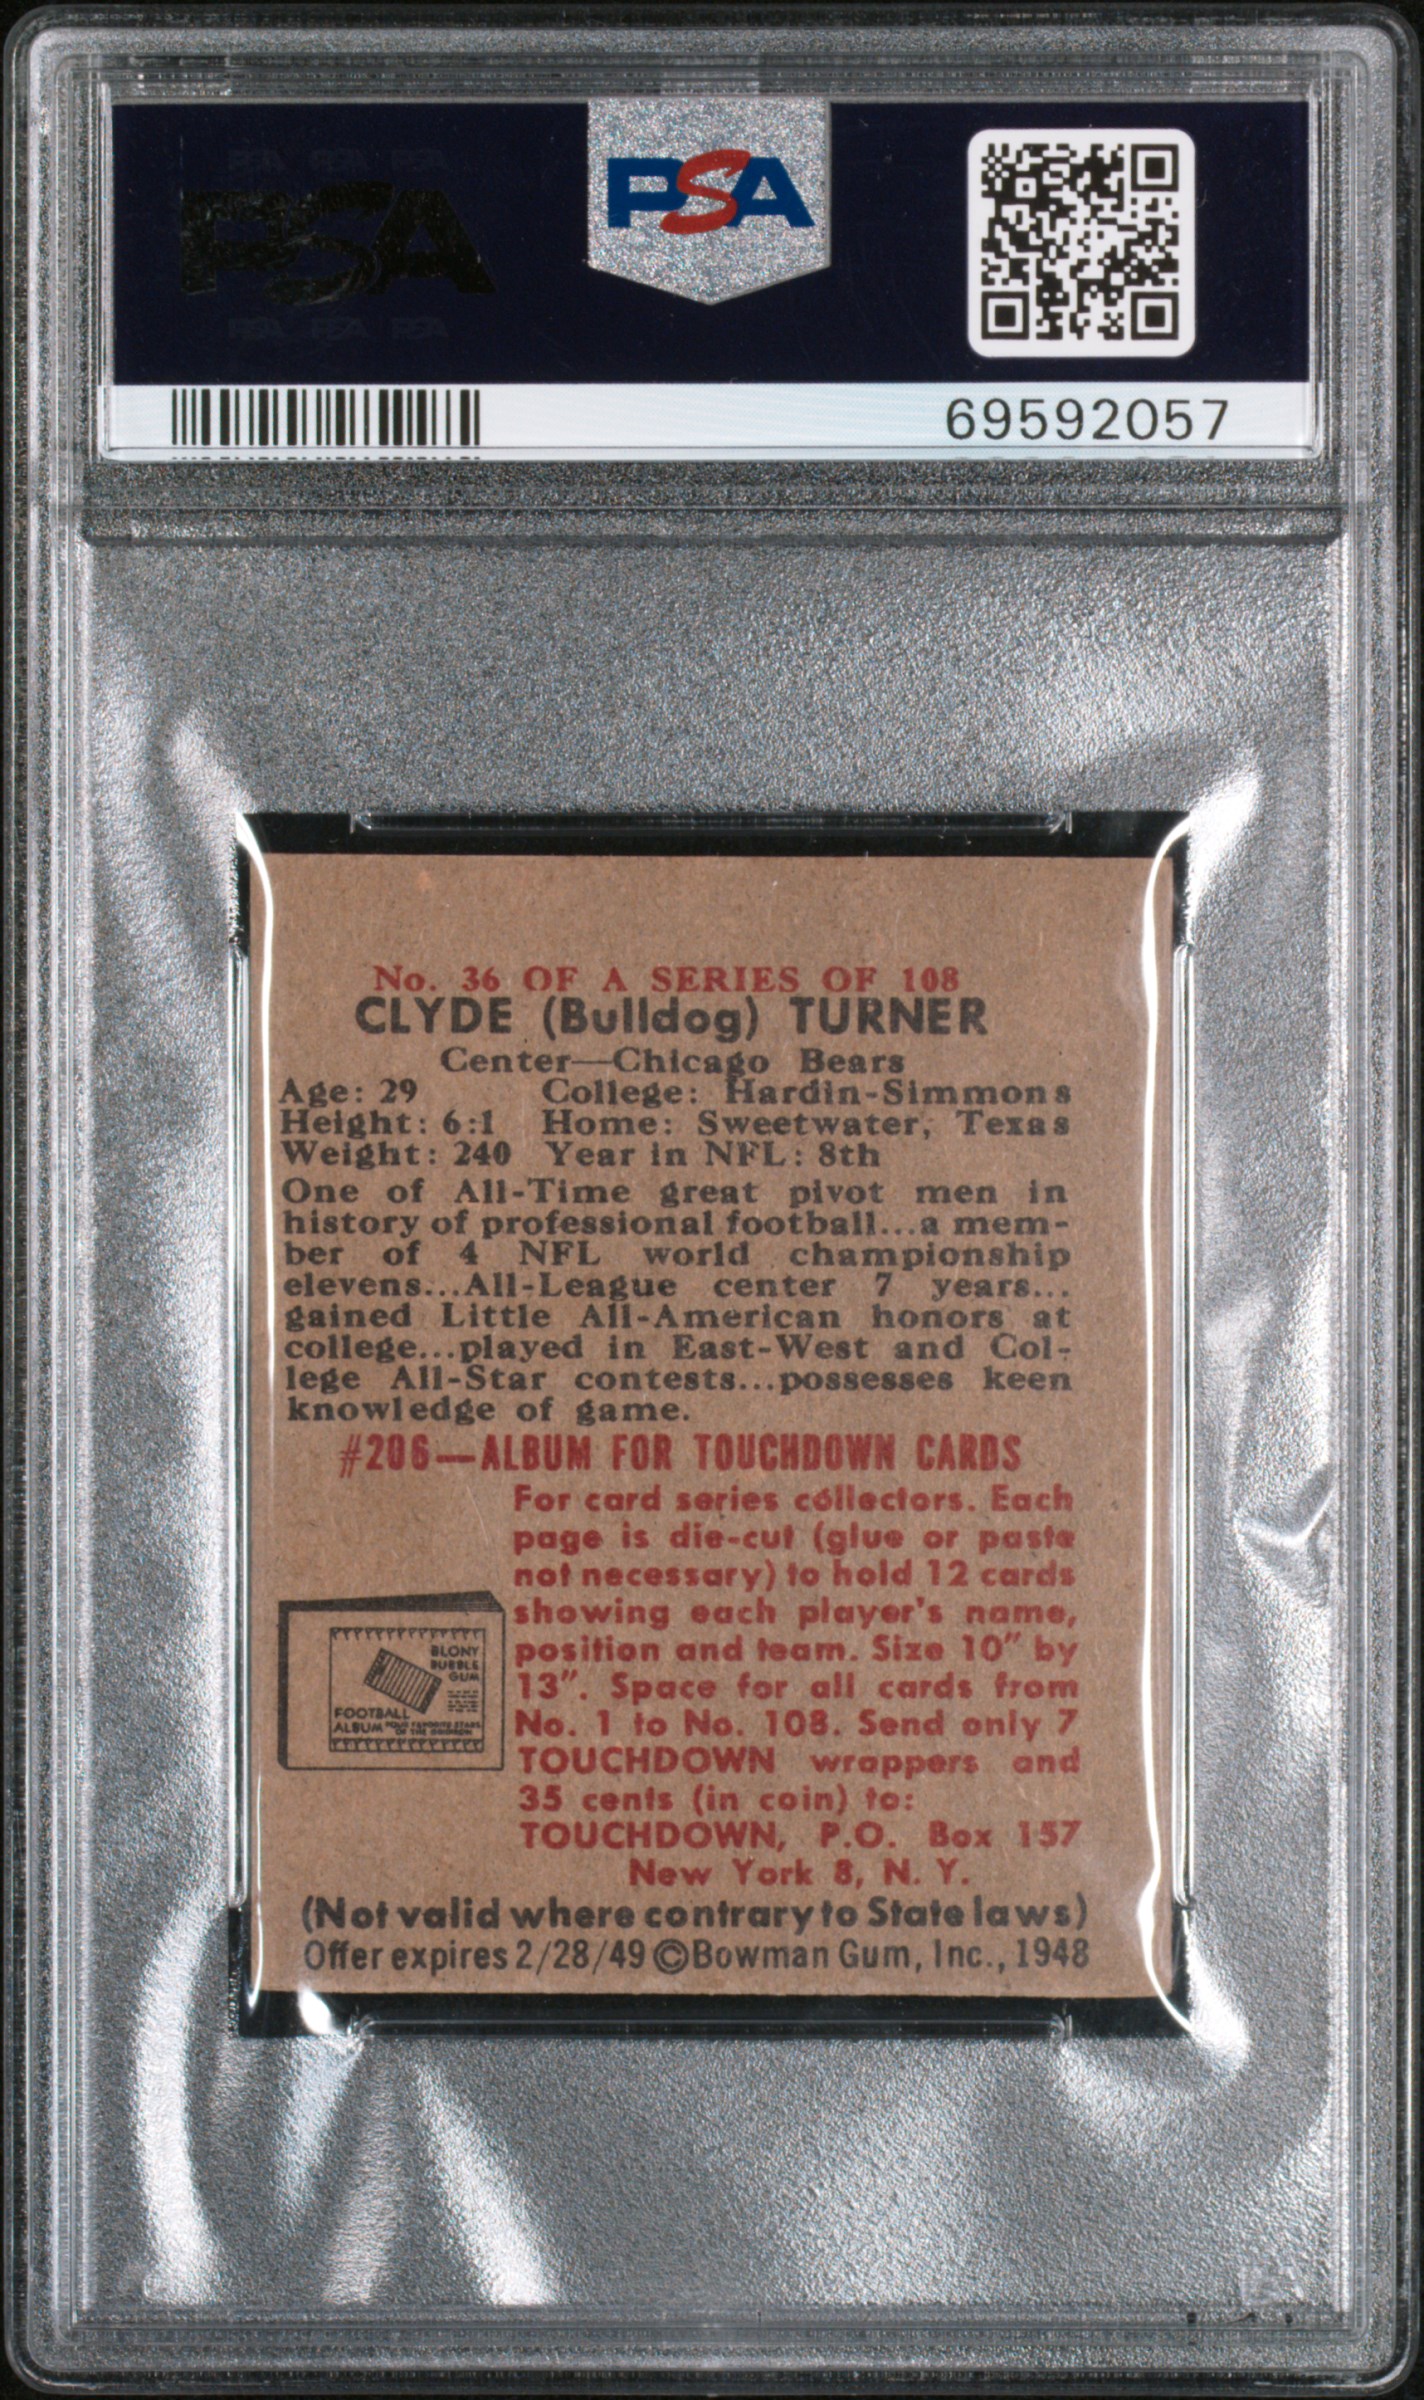 PSA
PSA
69592057
No. 36 OF A SERIES OF 108
CLYDE (Bulldog) TURNER
Center—Chicago Bears
Age: 29 College: Hardin-Simmons
Height: 6:1 Home: Sweetwater, Texas
Weight: 240 Year in NFL: 8th
One of All-Time great pivot men in
history of professional football...a mem-
ber of 4 NFL world championship
elevens...All-League center 7 years...
gained Little All-American honors at
college...played in East-West and Col-
lege All-Star contests...possesses keen
knowledge of game.
#206—ALBUM FOR TOUCHDOWN CARDS
For card series collectors. Each
page is die-cut (glue or paste
not necessary) to hold 12 cards
showing each player's name,
position and team. Size 10" by
13". Space for all cards from
No. 1 to No. 108. Send only 7
TOUCHDOWN wrappers and
35 cents (in coin) to:
TOUCHDOWN, P.O. Box 157
New York 8, N. Y.
BLONY
BUBBLE
GUM
FOOTBALL
ALBUM FOUR FAVORITE STARS
OF THE GRIDIRON
(Not valid where contrary to State laws)
Offer expires 2/28/49 ©Bowman Gum, Inc., 1948